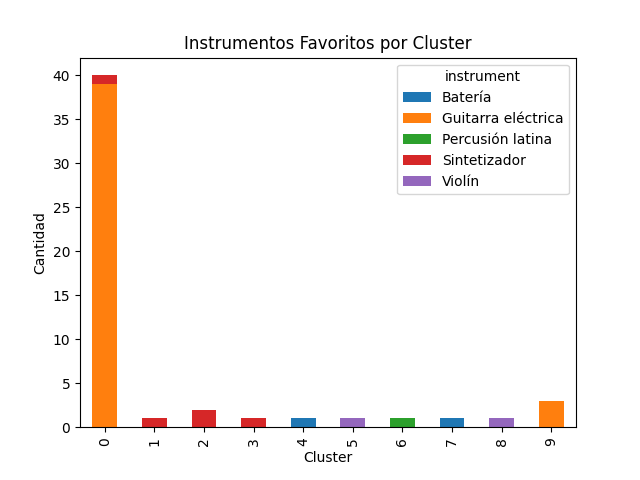 Instrumentos Favoritos por Cluster
instrument
Batería
Guitarra eléctrica
Percusión latina
Sintetizador
Violín
Cantidad
40
35
30
25
20
15
10
5
0
0 1 2 3 4 5 6 7 8 9
Cluster